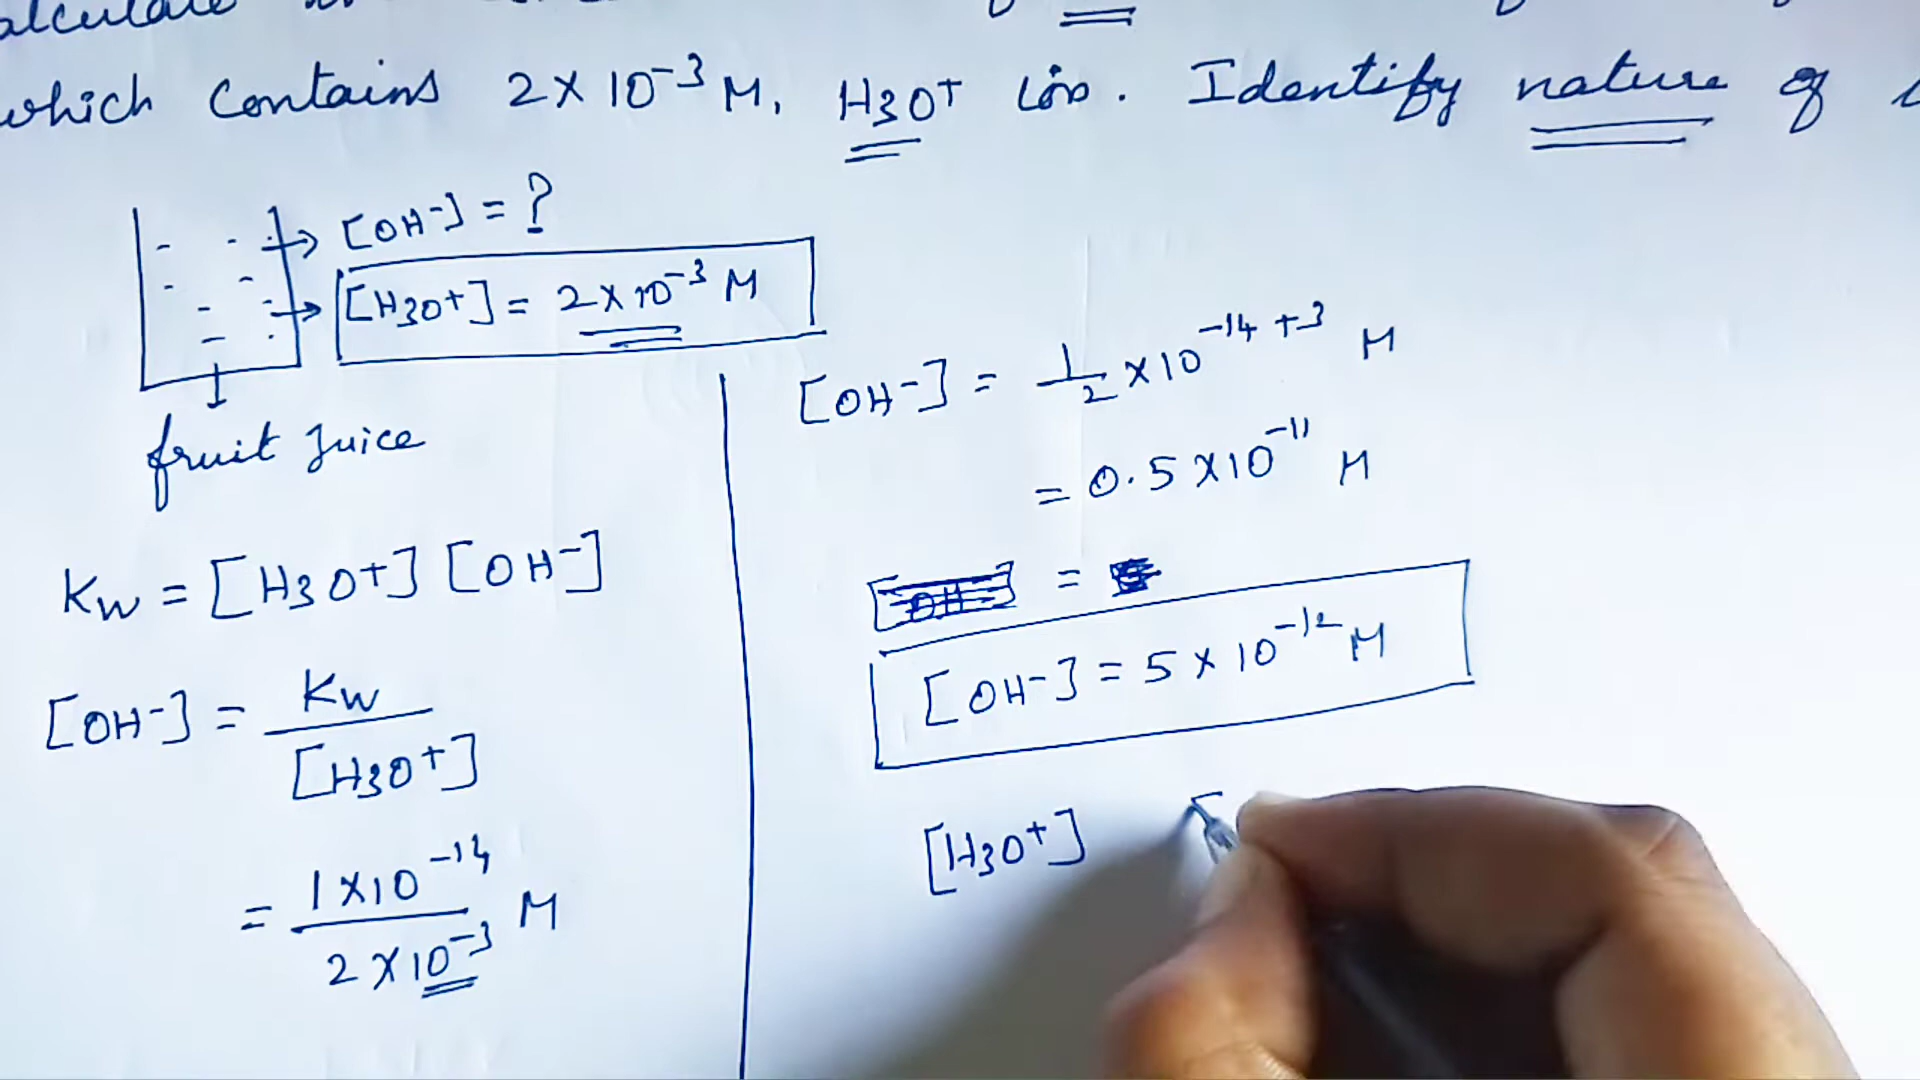 which contains 2 × 10⁻³ M, H3O⁺ ion. Identify nature of
[OH⁻] = ?
[H3O⁺] = 2 × 10⁻³ M
fruit Juice
Kw = [H3O⁺] [OH⁻]
[OH⁻] = Kw / [H3O⁺]
= 1 × 10⁻¹⁴ / 2 × 10⁻³ M
[OH⁻] = 1/2 × 10⁻¹⁴ ⁺³ M
= 0.5 × 10⁻¹¹ M
=
[OH⁻] = 5 × 10⁻¹² M
[H3O⁺] [